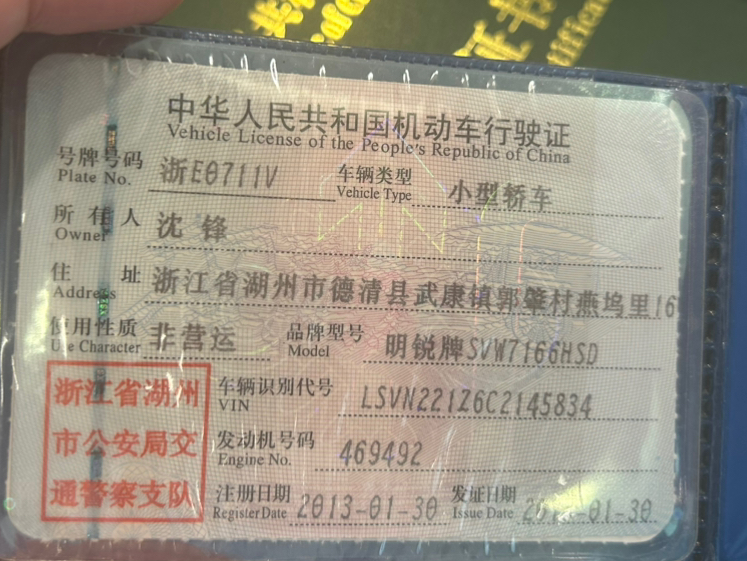 证书
中华人民共和国机动车行驶证
Vehicle License of the People's Republic of China
号牌号码 浙E0711V 车辆类型 小型轿车
Plate No. Vehicle Type
所有人 沈锋
Owner
住址 浙江省湖州市德清县武康镇郭肇村燕坞里16
Address
使用性质 非营运 品牌型号 明锐牌SVW7166HSD
Use Character Model
浙江省湖州 车辆识别代号 LSVN221Z6C2145834
VIN
市公安局交 发动机号码 469492
Engine No.
通警察支队 注册日期 2013-01-30 发证日期 -01-30
Register Date Issue Date